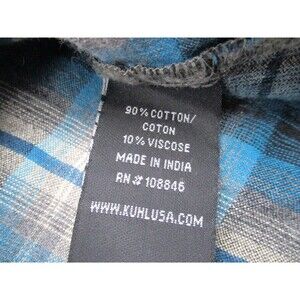 90% COTTON/
COTON
10% VISCOSE
MADE IN INDIA
RN# 108846
WWW.KUHLUSA.COM